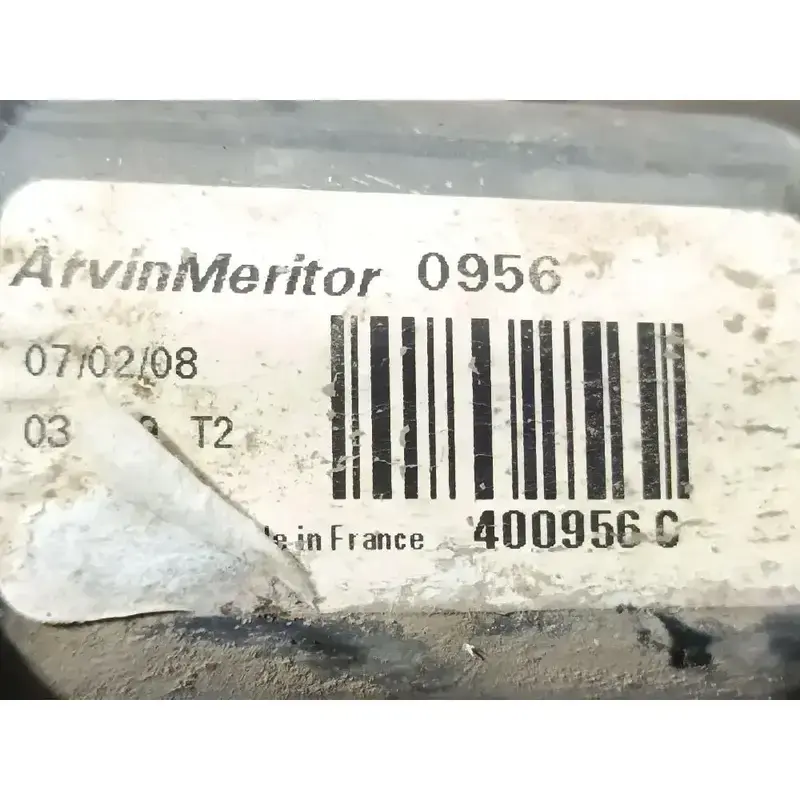 ArvinMeritor 0956
07/02/08
03 T2
in France 400956 C